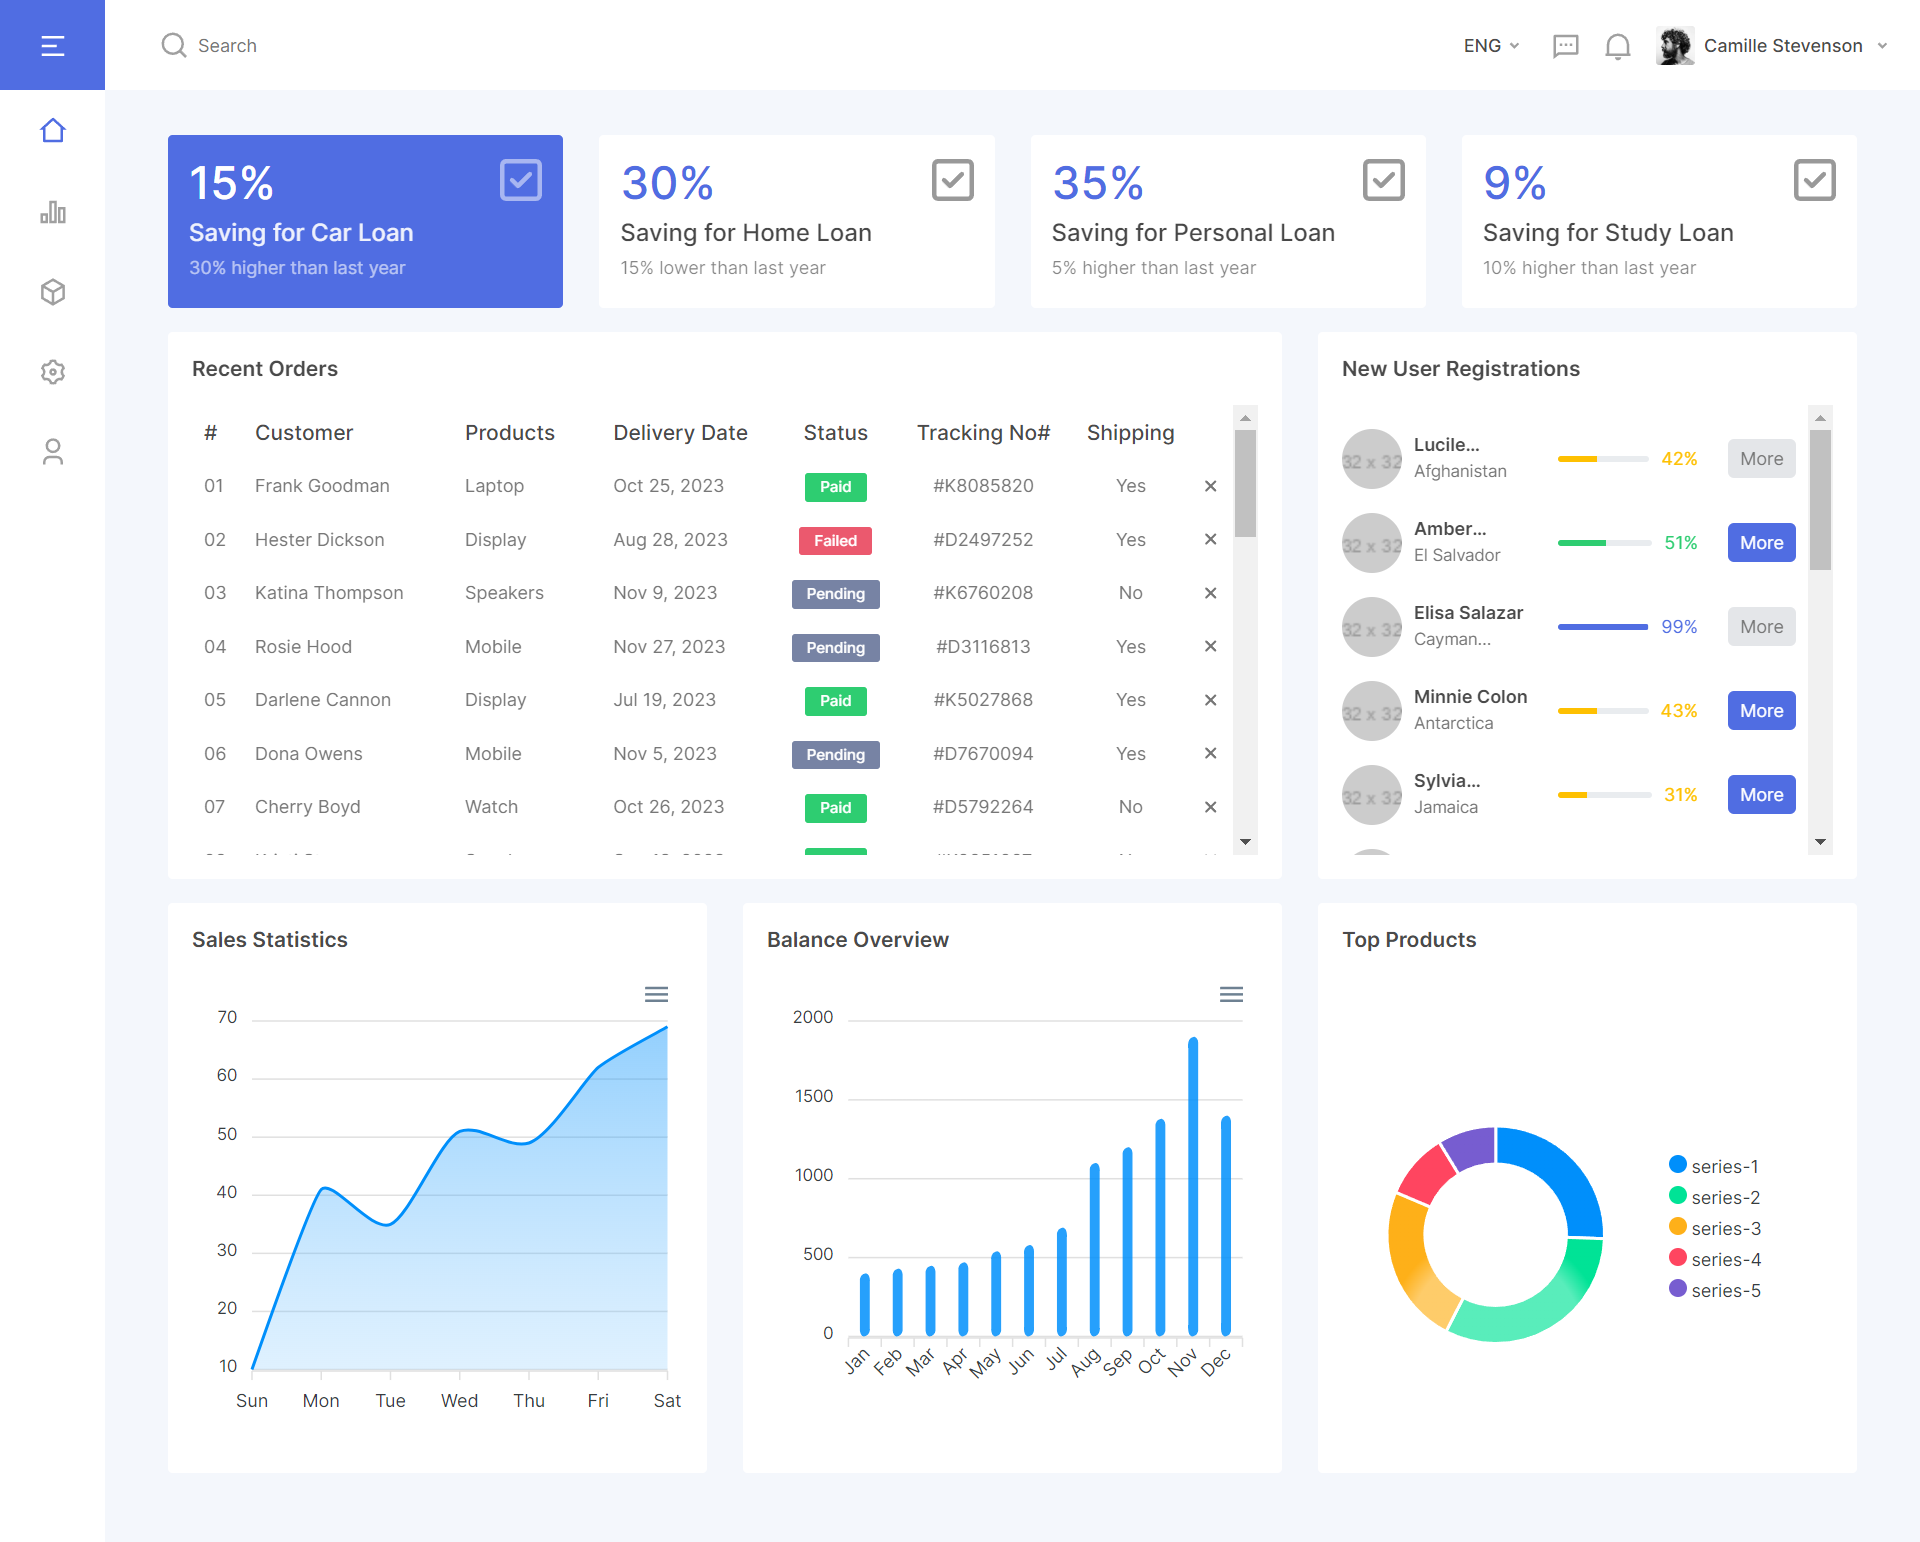 Search
ENG
Camille Stevenson
15%
Saving for Car Loan
30% higher than last year
30%
Saving for Home Loan
15% lower than last year
35%
Saving for Personal Loan
5% higher than last year
9%
Saving for Study Loan
10% higher than last year
Recent Orders
# Customer Products Delivery Date Status Tracking No# Shipping
01 Frank Goodman Laptop Oct 25, 2023 Paid #K8085820 Yes
02 Hester Dickson Display Aug 28, 2023 Failed #D2497252 Yes
03 Katina Thompson Speakers Nov 9, 2023 Pending #K6760208 No
04 Rosie Hood Mobile Nov 27, 2023 Pending #D3116813 Yes
05 Darlene Cannon Display Jul 19, 2023 Paid #K5027868 Yes
06 Dona Owens Mobile Nov 5, 2023 Pending #D7670094 Yes
07 Cherry Boyd Watch Oct 26, 2023 Paid #D5792264 No
New User Registrations
32 x 32 Lucile... 42% More
Afghanistan
32 x 32 Amber... 51% More
El Salvador
32 x 32 Elisa Salazar 99% More
Cayman...
32 x 32 Minnie Colon 43% More
Antarctica
32 x 32 Sylvia... 31% More
Jamaica
Sales Statistics
70
60
50
40
30
20
10
Sun Mon Tue Wed Thu Fri Sat
Balance Overview
2000
1500
1000
500
0
Jan Feb Mar Apr May Jun Jul Aug Sep Oct Nov Dec
Top Products
series-1
series-2
series-3
series-4
series-5